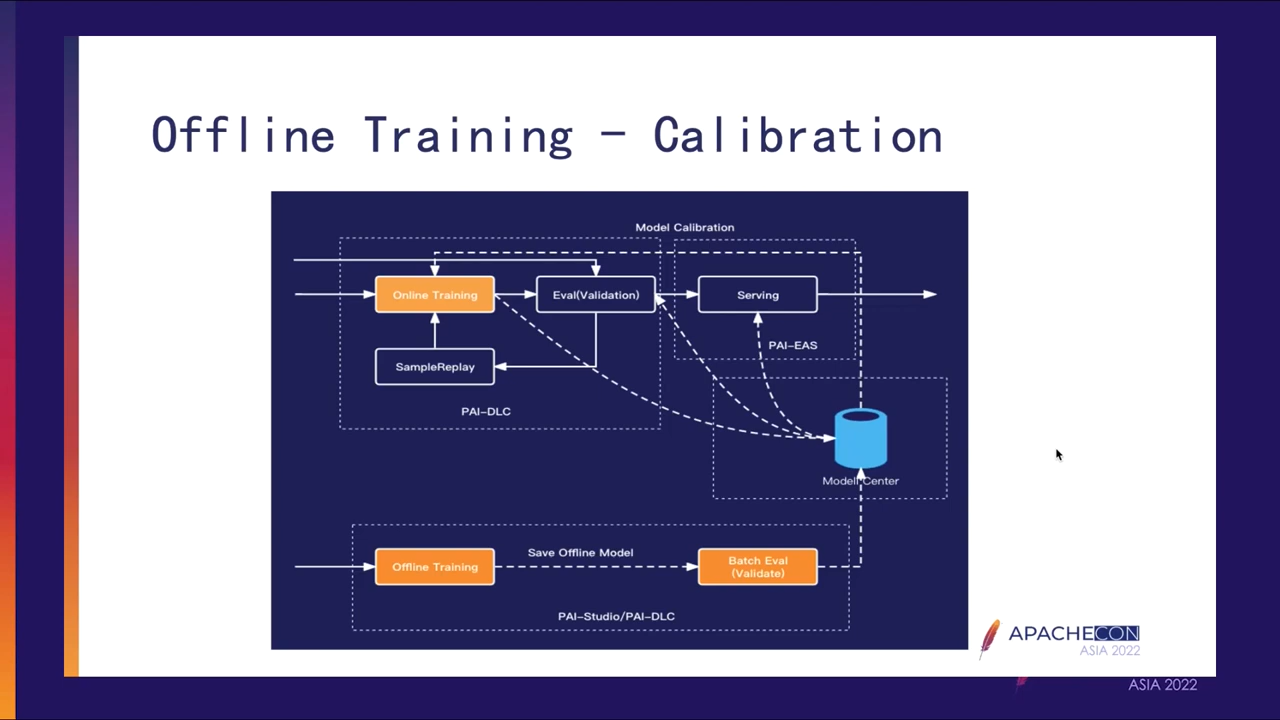 Offline Training - Calibration
Model Calibration
Online Training
Eval(Validation)
Serving
PAI-EAS
SampleReplay
PAI-DLC
Modell Center
Save Offline Model
Offline Training
Batch Eval
(Validate)
PAI-Studio/PAI-DLC
APACHECON
ASIA 2022
ASIA 2022